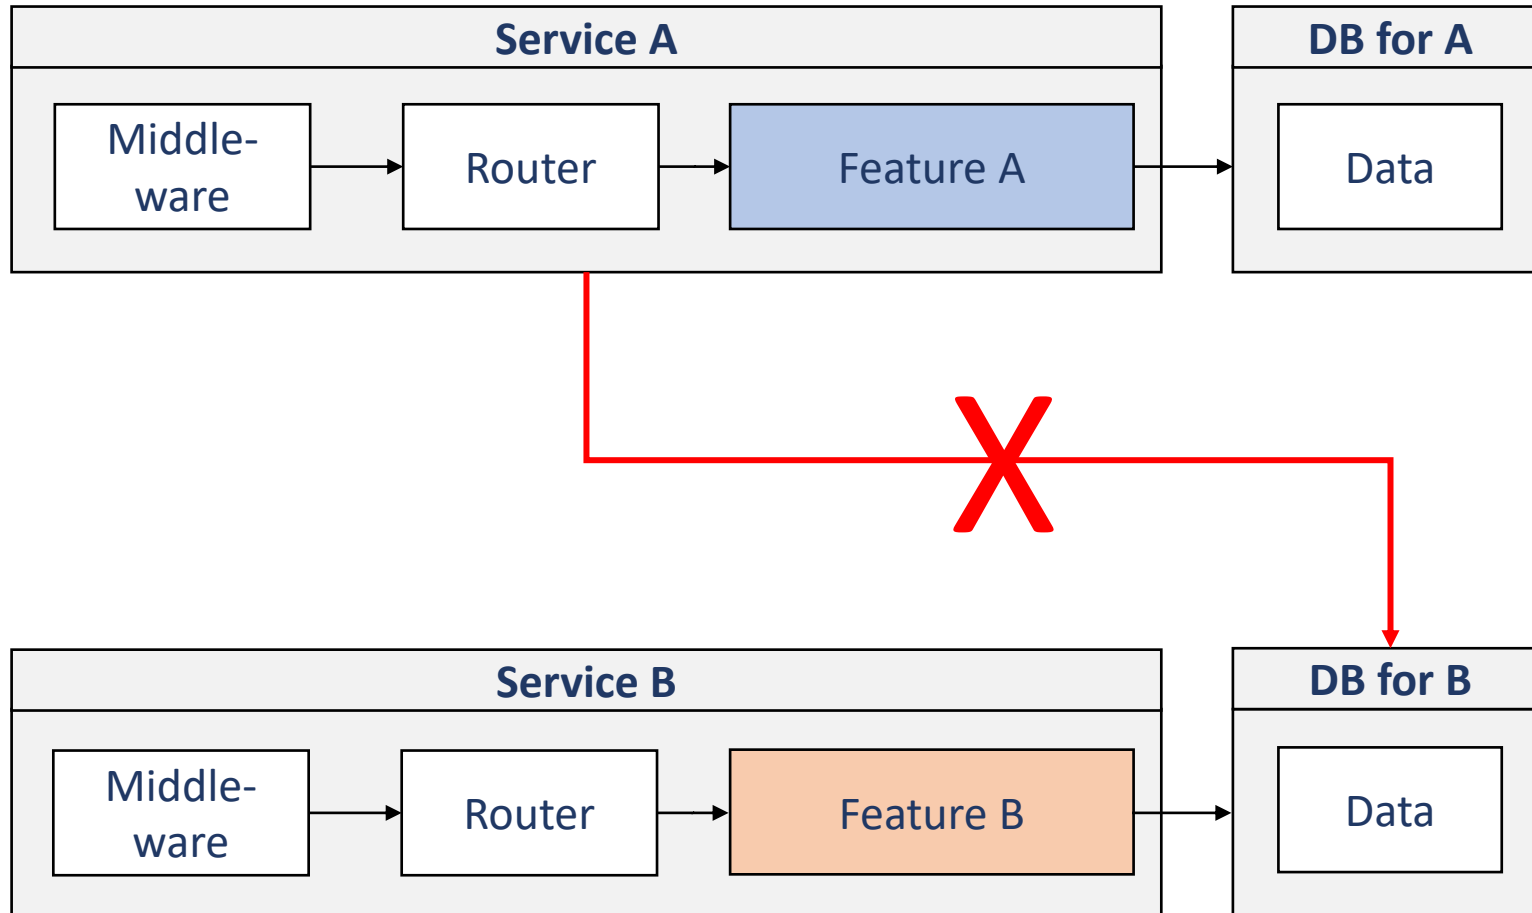 Service A
DB for A
Middle-
ware
Router
Feature A
Data
X
Service B
DB for B
Middle-
ware
Router
Feature B
Data